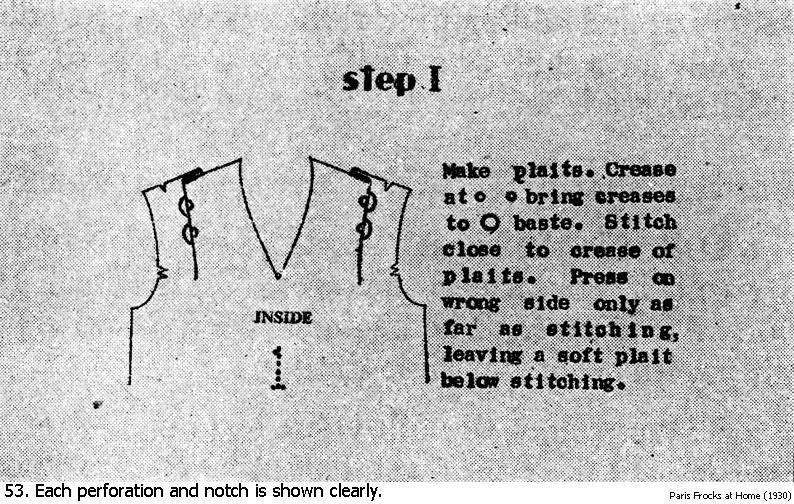 step I
Make plaits. Crease
at o o bring creases
to O baste. Stitch
close to crease of
plaits. Press on
wrong side only as
far as stitching,
leaving a soft plait
below stitching.
INSIDE
53. Each perforation and notch is shown clearly.
Paris Frocks at Home (1930)